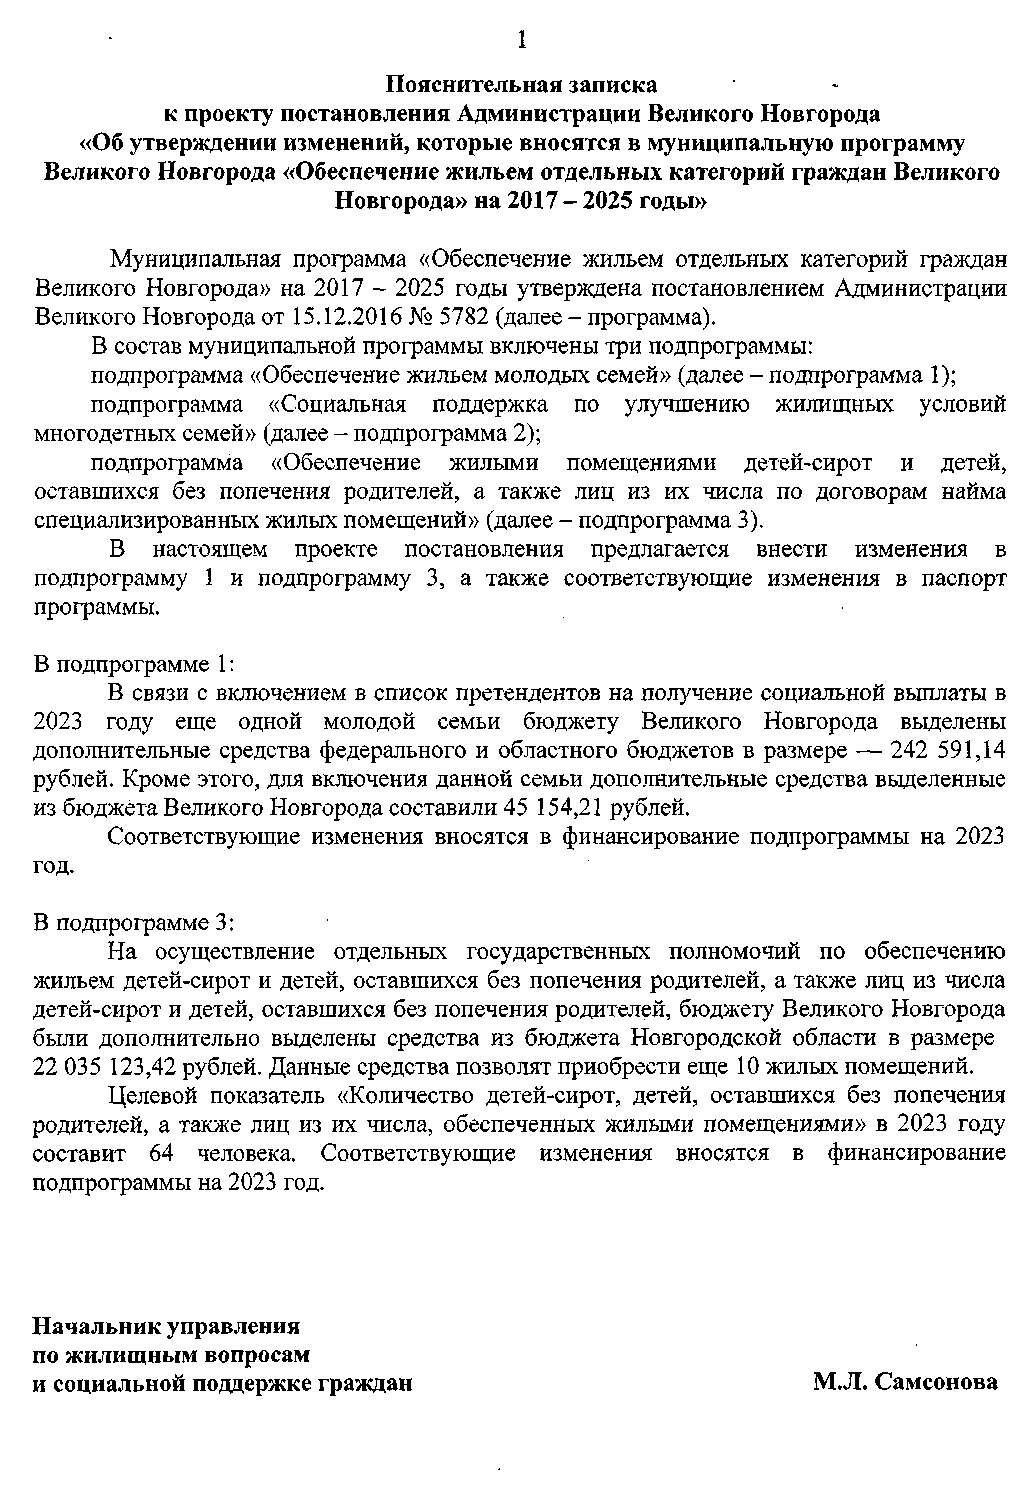 1
Пояснительная записка
к проекту постановления Администрации Великого Новгорода
«Об утверждении изменений, которые вносятся в муниципальную программу
Великого Новгорода «Обеспечение жильем отдельных категорий граждан Великого
Новгорода» на 2017 – 2025 годы»
Муниципальная программа «Обеспечение жильем отдельных категорий граждан
Великого Новгорода» на 2017 – 2025 годы утверждена постановлением Администрации
Великого Новгорода от 15.12.2016 № 5782 (далее – программа).
В состав муниципальной программы включены три подпрограммы:
подпрограмма «Обеспечение жильем молодых семей» (далее – подпрограмма 1);
подпрограмма «Социальная поддержка по улучшению жилищных условий
многодетных семей» (далее – подпрограмма 2);
подпрограмма «Обеспечение жилыми помещениями детей-сирот и детей,
оставшихся без попечения родителей, а также лиц из их числа по договорам найма
специализированных жилых помещений» (далее – подпрограмма 3).
В настоящем проекте постановления предлагается внести изменения в
подпрограмму 1 и подпрограмму 3, а также соответствующие изменения в паспорт
программы.
В подпрограмме 1:
В связи с включением в список претендентов на получение социальной выплаты в
2023 году еще одной молодой семьи бюджету Великого Новгорода выделены
дополнительные средства федерального и областного бюджетов в размере — 242 591,14
рублей. Кроме этого, для включения данной семьи дополнительные средства выделенные
из бюджета Великого Новгорода составили 45 154,21 рублей.
Соответствующие изменения вносятся в финансирование подпрограммы на 2023
год.
В подпрограмме 3:
На осуществление отдельных государственных полномочий по обеспечению
жильем детей-сирот и детей, оставшихся без попечения родителей, а также лиц из числа
детей-сирот и детей, оставшихся без попечения родителей, бюджету Великого Новгорода
были дополнительно выделены средства из бюджета Новгородской области в размере
22 035 123,42 рублей. Данные средства позволят приобрести еще 10 жилых помещений.
Целевой показатель «Количество детей-сирот, детей, оставшихся без попечения
родителей, а также лиц из их числа, обеспеченных жилыми помещениями» в 2023 году
составит 64 человека. Соответствующие изменения вносятся в финансирование
подпрограммы на 2023 год.
Начальник управления
по жилищным вопросам
и социальной поддержке граждан М.Л. Самсонова